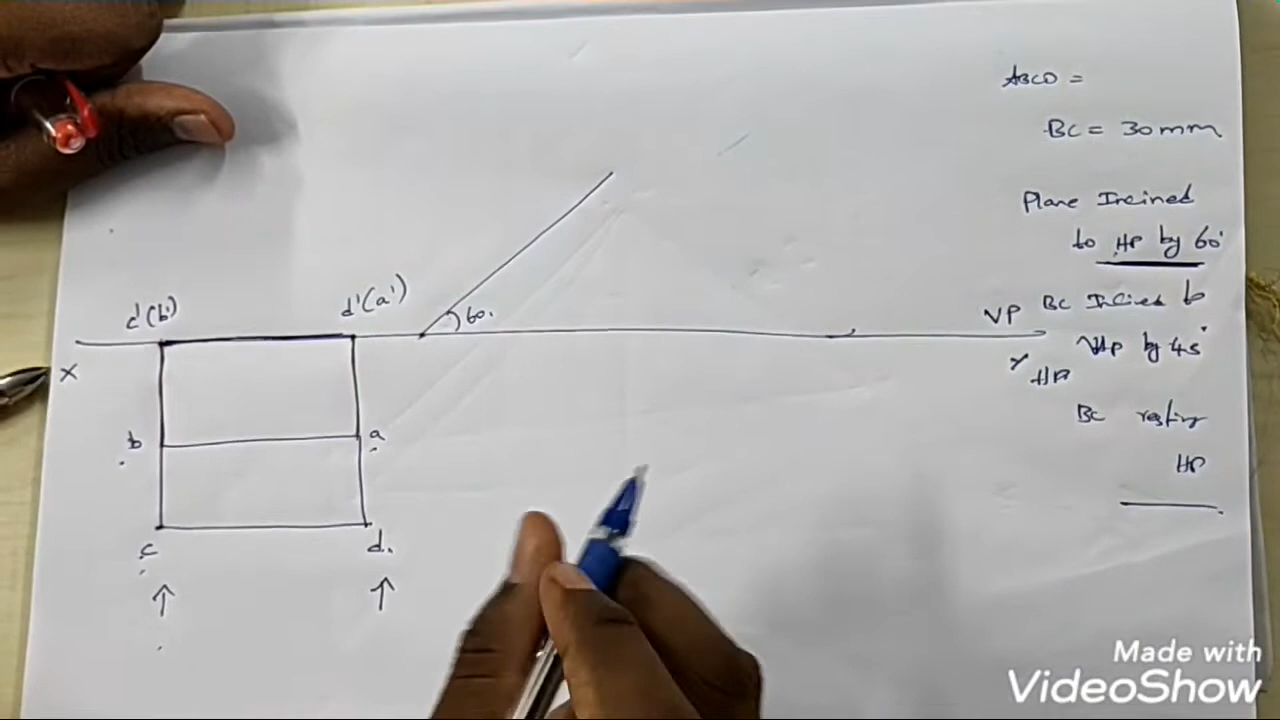 ABCD =
BC = 30mm
Plane Inclined
to HP by 60°
c'(b') d'(a')
60°
VP
BC Inclined to
X
Y HP
VP by 45°
BC resting
HP
b a
c d
Made with
VideoShow